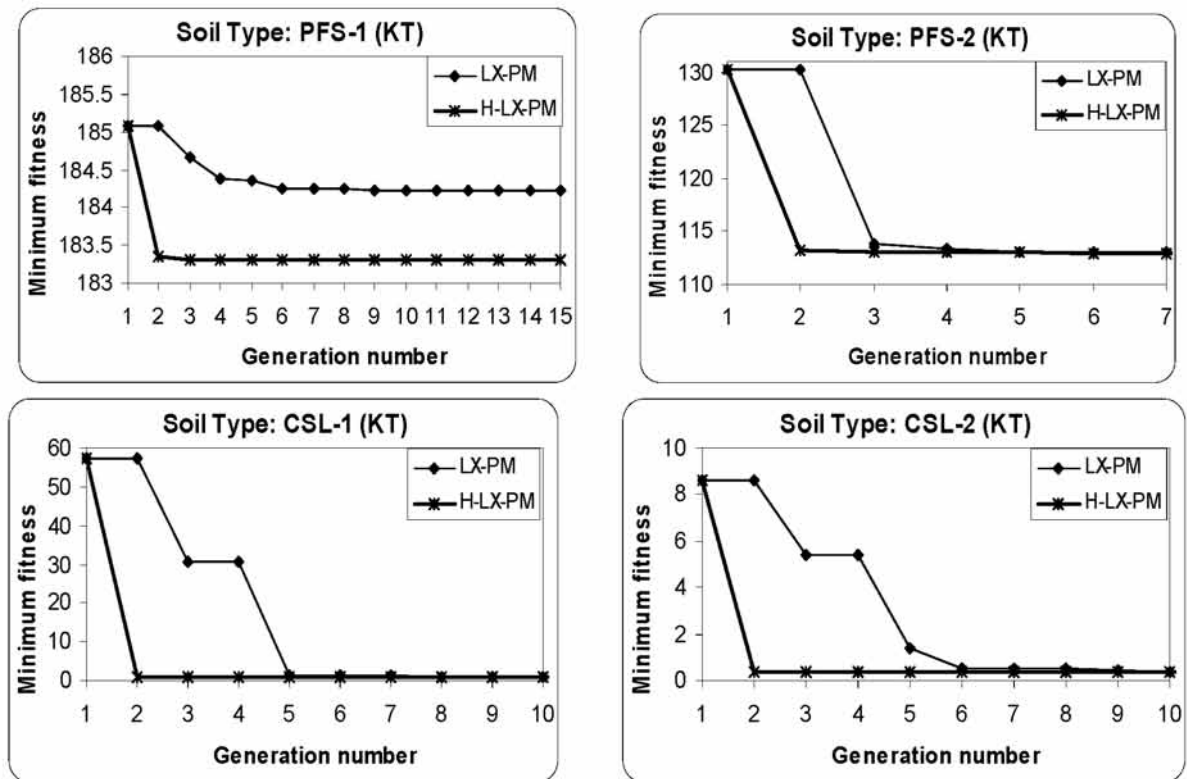 Soil Type: PFS-1 (KT)
186
185.5
185
184.5
184
183.5
183
Minimum fitness
LX-PM
H-LX-PM
1 2 3 4 5 6 7 8 9 10 11 12 13 14 15
Generation number
Soil Type: PFS-2 (KT)
130
125
120
115
110
Minimum fitness
LX-PM
H-LX-PM
1 2 3 4 5 6 7
Generation number
Soil Type: CSL-1 (KT)
60
50
40
30
20
10
0
Minimum fitness
LX-PM
H-LX-PM
1 2 3 4 5 6 7 8 9 10
Generation number
Soil Type: CSL-2 (KT)
10
8
6
4
2
0
Minimum fitness
LX-PM
H-LX-PM
1 2 3 4 5 6 7 8 9 10
Generation number